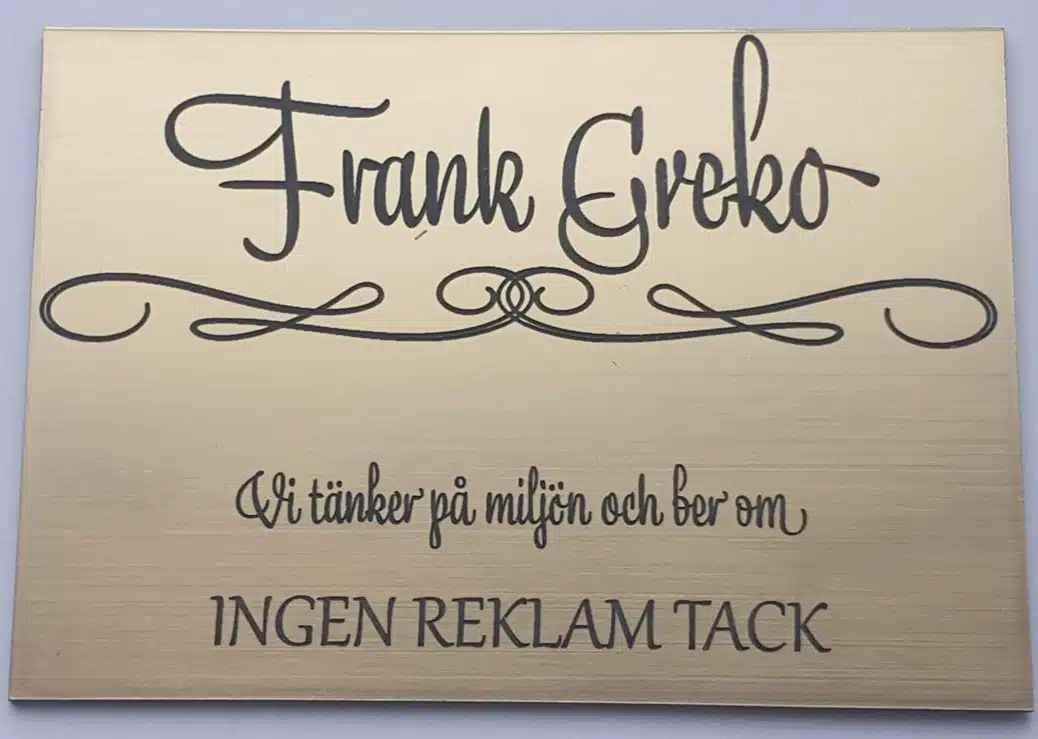 Frank Greko
Vi tänker på miljön och ber om
INGEN REKLAM TACK